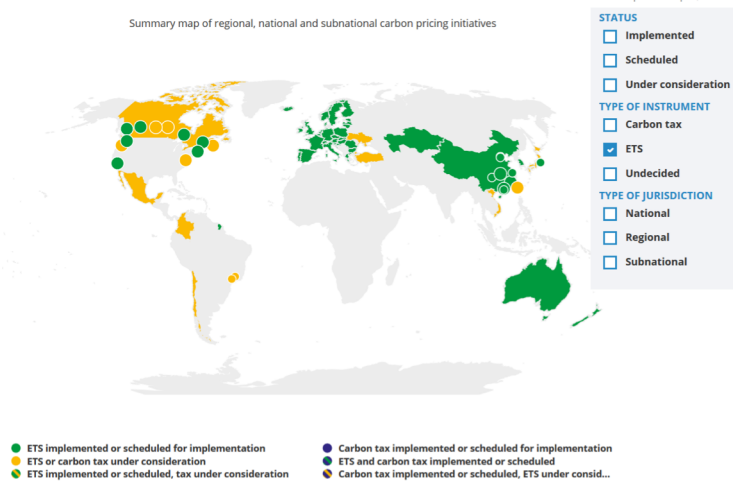 Summary map of regional, national and subnational carbon pricing initiatives
STATUS
Implemented
Scheduled
Under consideration
TYPE OF INSTRUMENT
Carbon tax
ETS
Undecided
TYPE OF JURISDICTION
National
Regional
Subnational
ETS implemented or scheduled for implementation
ETS or carbon tax under consideration
ETS implemented or scheduled, tax under consideration
Carbon tax implemented or scheduled for implementation
ETS and carbon tax implemented or scheduled
Carbon tax implemented or scheduled, ETS under consid...